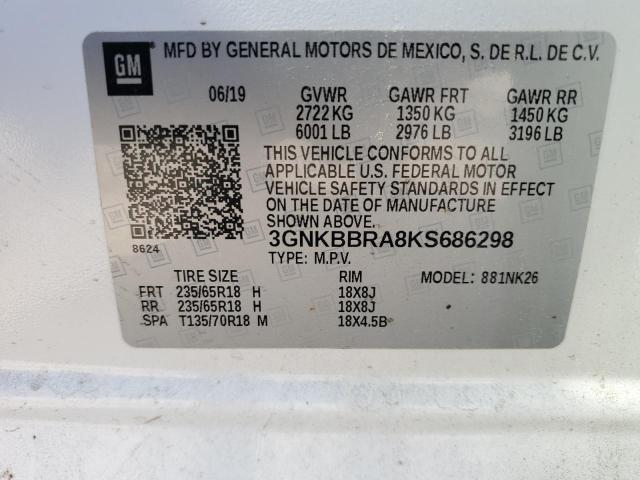 GM MFD BY GENERAL MOTORS DE MEXICO, S. DE R.L. DE C.V.
06/19 GVWR GAWR FRT GAWR RR
2722 KG 1350 KG 1450 KG
6001 LB 2976 LB 3196 LB
THIS VEHICLE CONFORMS TO ALL
APPLICABLE U.S. FEDERAL MOTOR
VEHICLE SAFETY STANDARDS IN EFFECT
ON THE DATE OF MANUFACTURE
SHOWN ABOVE.
8624
3GNKBBRA8KS686298
TYPE: M.P.V.
TIRE SIZE RIM MODEL: 881NK26
FRT 235/65R18 H 18X8J
RR 235/65R18 H 18X8J
SPA T135/70R18 M 18X4.5B